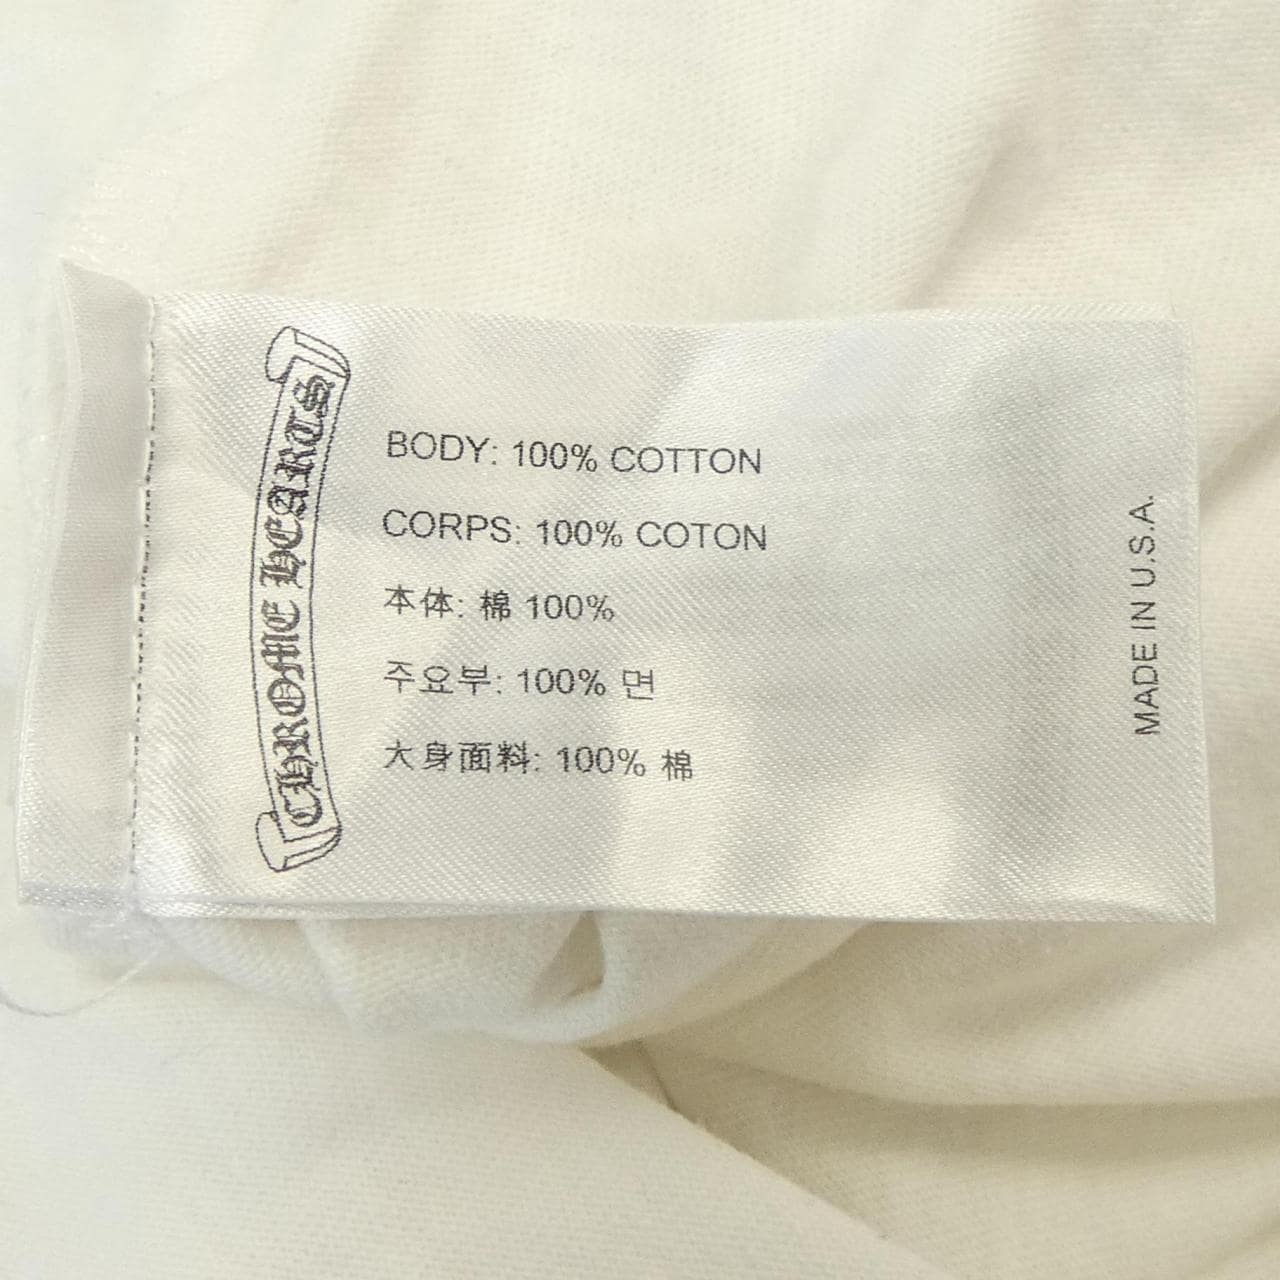 CHROME HEARTS
BODY: 100% COTTON
CORPS: 100% COTON
本体: 棉 100%
주요부: 100% 면
大身面料: 100% 棉
MADE IN U.S.A.